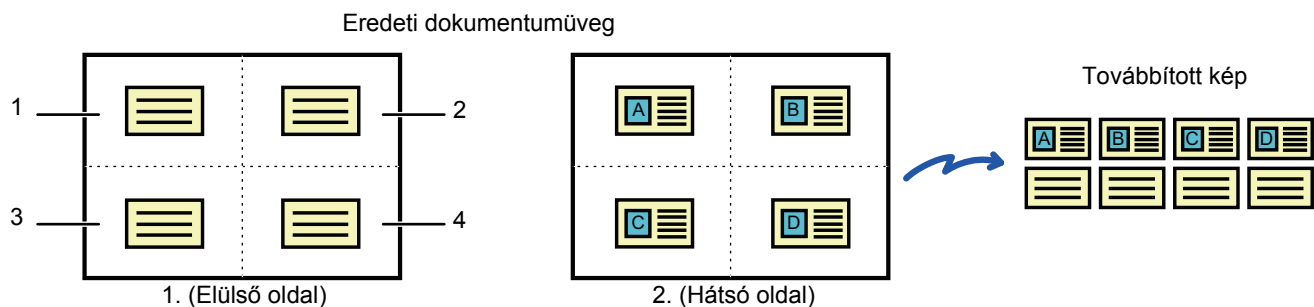 Eredeti dokumentumüveg
Továbbított kép
1
2
A
B
A
B
C
D
3
4
C
D
1. (Elülső oldal)
2. (Hátsó oldal)